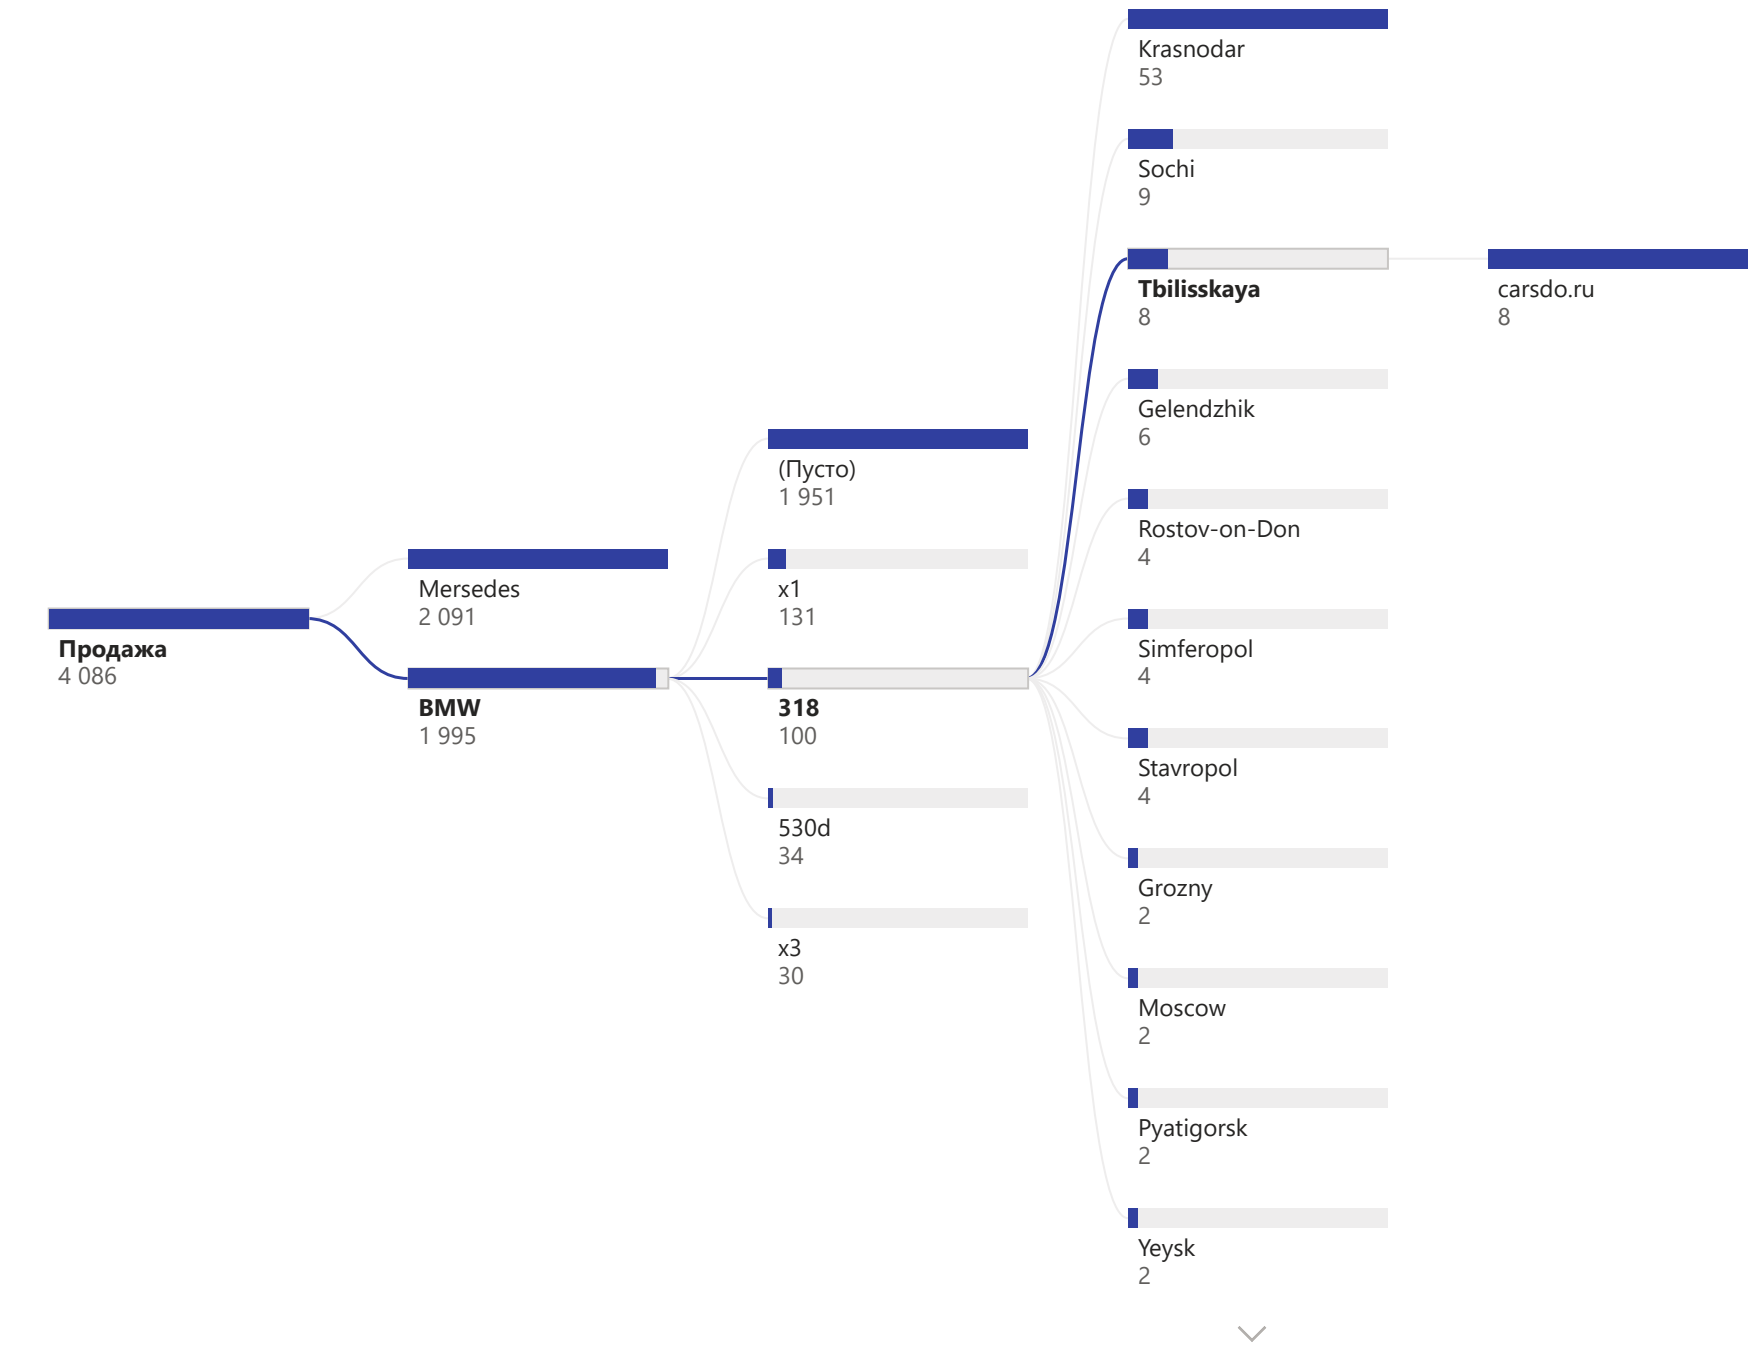 Продажа
4 086
Mersedes
2 091
BMW
1 995
(Пусто)
1 951
x1
131
318
100
530d
34
x3
30
Krasnodar
53
Sochi
9
Tbilisskaya
8
Gelendzhik
6
Rostov-on-Don
4
Simferopol
4
Stavropol
4
Grozny
2
Moscow
2
Pyatigorsk
2
Yeysk
2
carsdo.ru
8